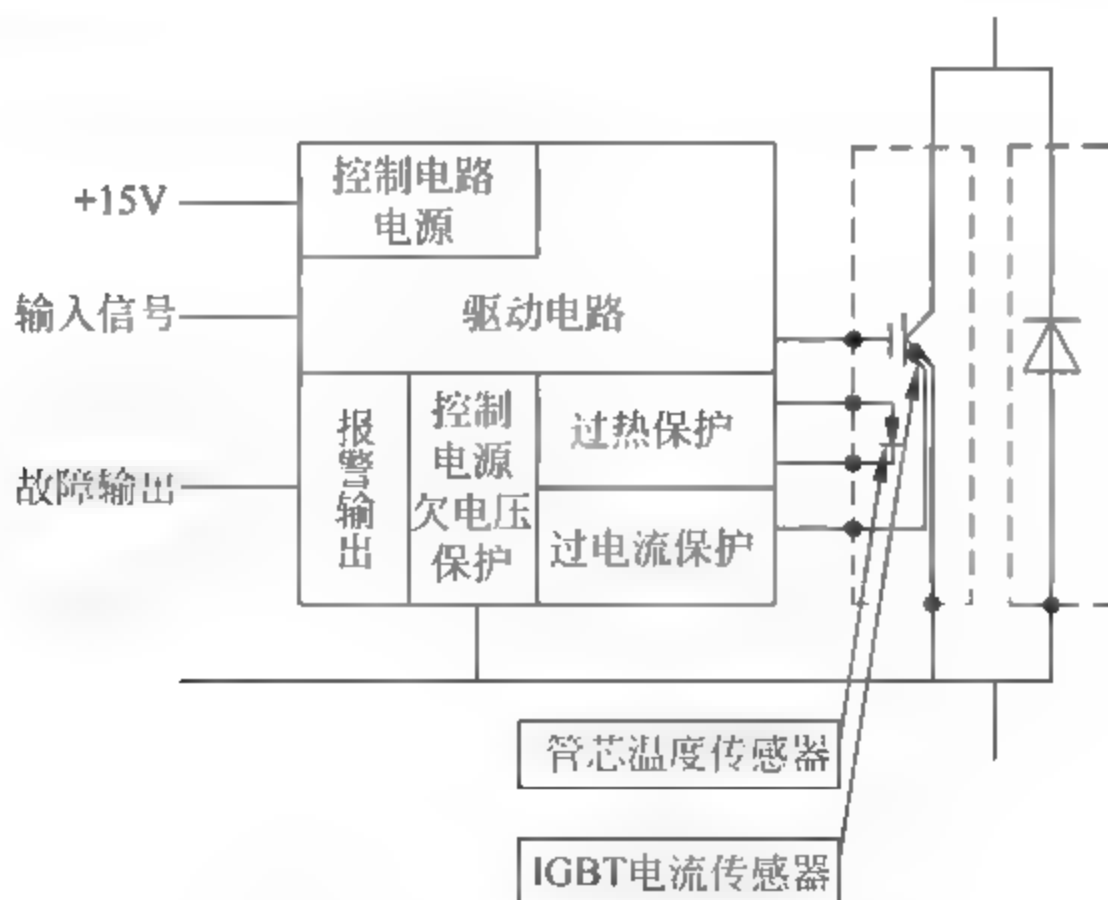 控制电路
电源
+15V
输入信号
驱动电路
报警输出
控制
电源
欠电压
保护
过热保护
过电流保护
故障输出
管芯温度传感器
IGBT电流传感器